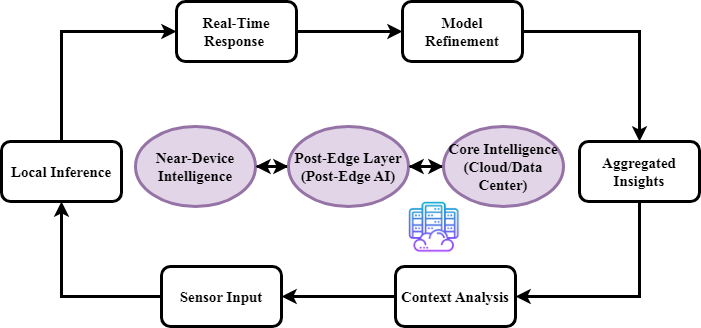 Real-Time
Response
Model
Refinement
Local Inference
Near-Device
Intelligence
Post-Edge Layer
(Post-Edge AI)
Core Intelligence
(Cloud/Data
Center)
Aggregated
Insights
Sensor Input
Context Analysis